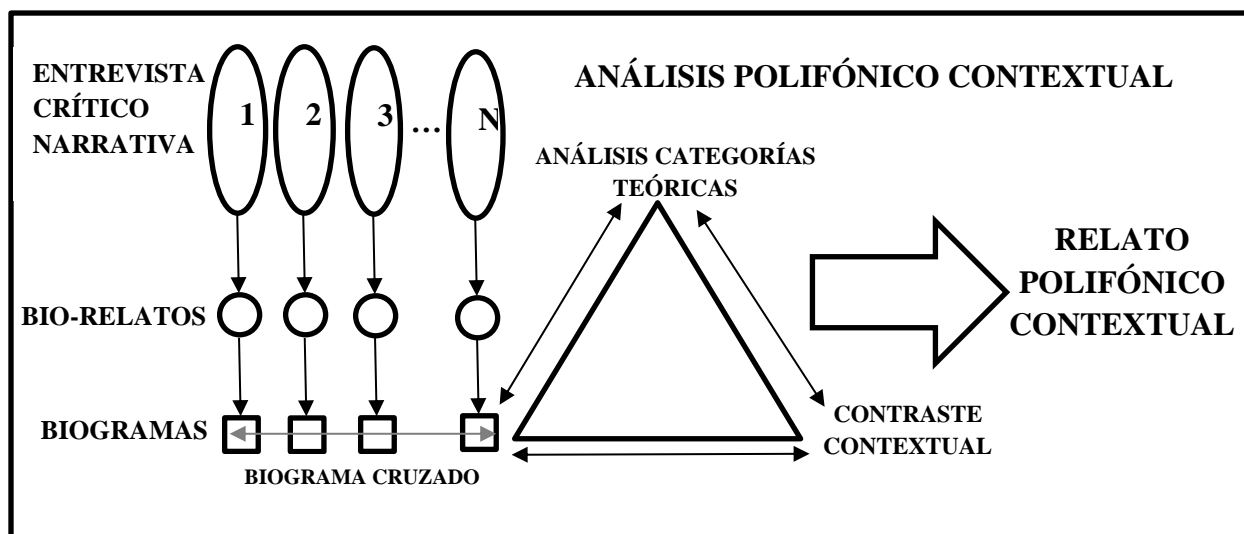 ENTREVISTA
CRÍTICO
NARRATIVA
1 2 3 ... N
ANÁLISIS POLIFÓNICO CONTEXTUAL
ANÁLISIS CATEGORÍAS
TEÓRICAS
RELATO
POLIFÓNICO
CONTEXTUAL
BIO-RELATOS
BIOGRAMAS
BIOGRAMA CRUZADO
CONTRASTE
CONTEXTUAL